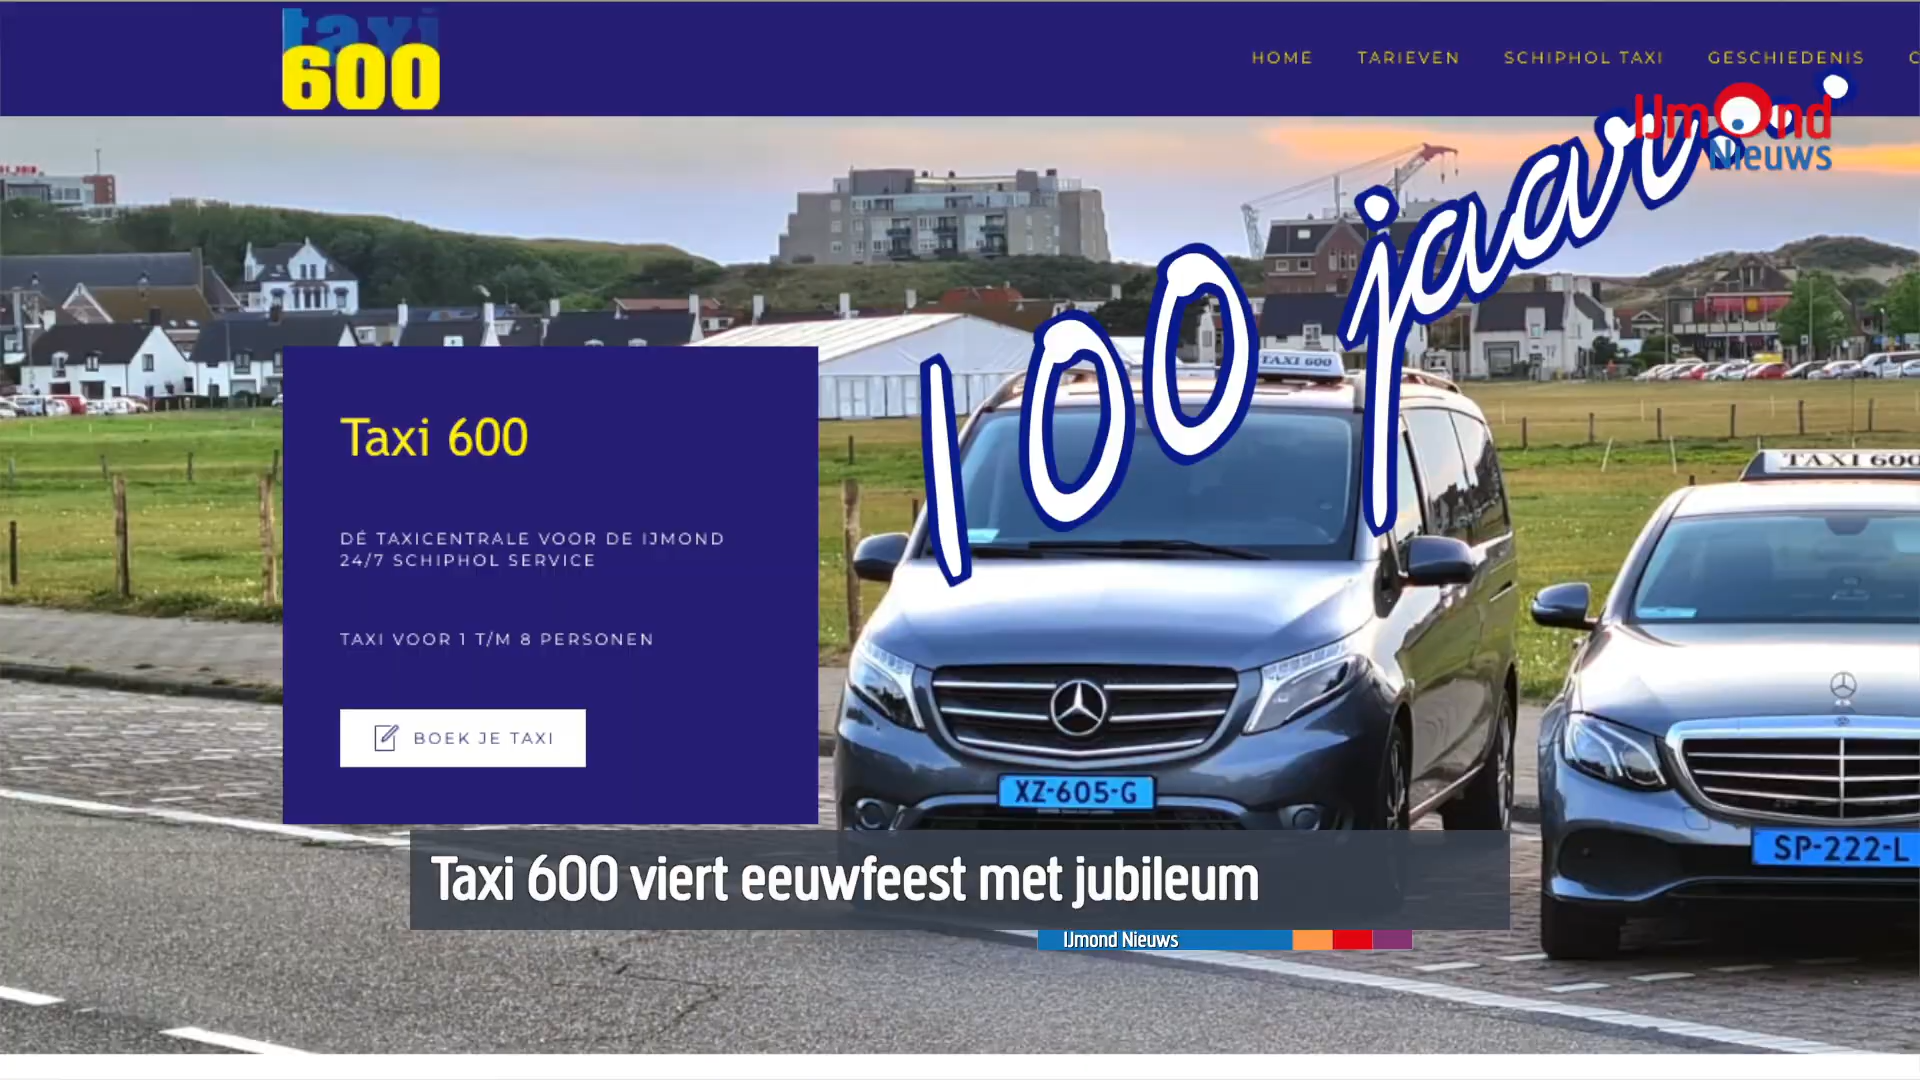 taxi
600
HOME TARIEVEN SCHIPHOL TAXI GESCHIEDENIS C
IJmond
Nieuws
100 jaar...
TAXI 600
Taxi 600
TAXI 600
DÉ TAXICENTRALE VOOR DE IJMOND
24/7 SCHIPHOL SERVICE
TAXI VOOR 1 T/M 8 PERSONEN
BOEK JE TAXI
XZ-605-G
SP-222-L
Taxi 600 viert eeuwfeest met jubileum
IJmond Nieuws